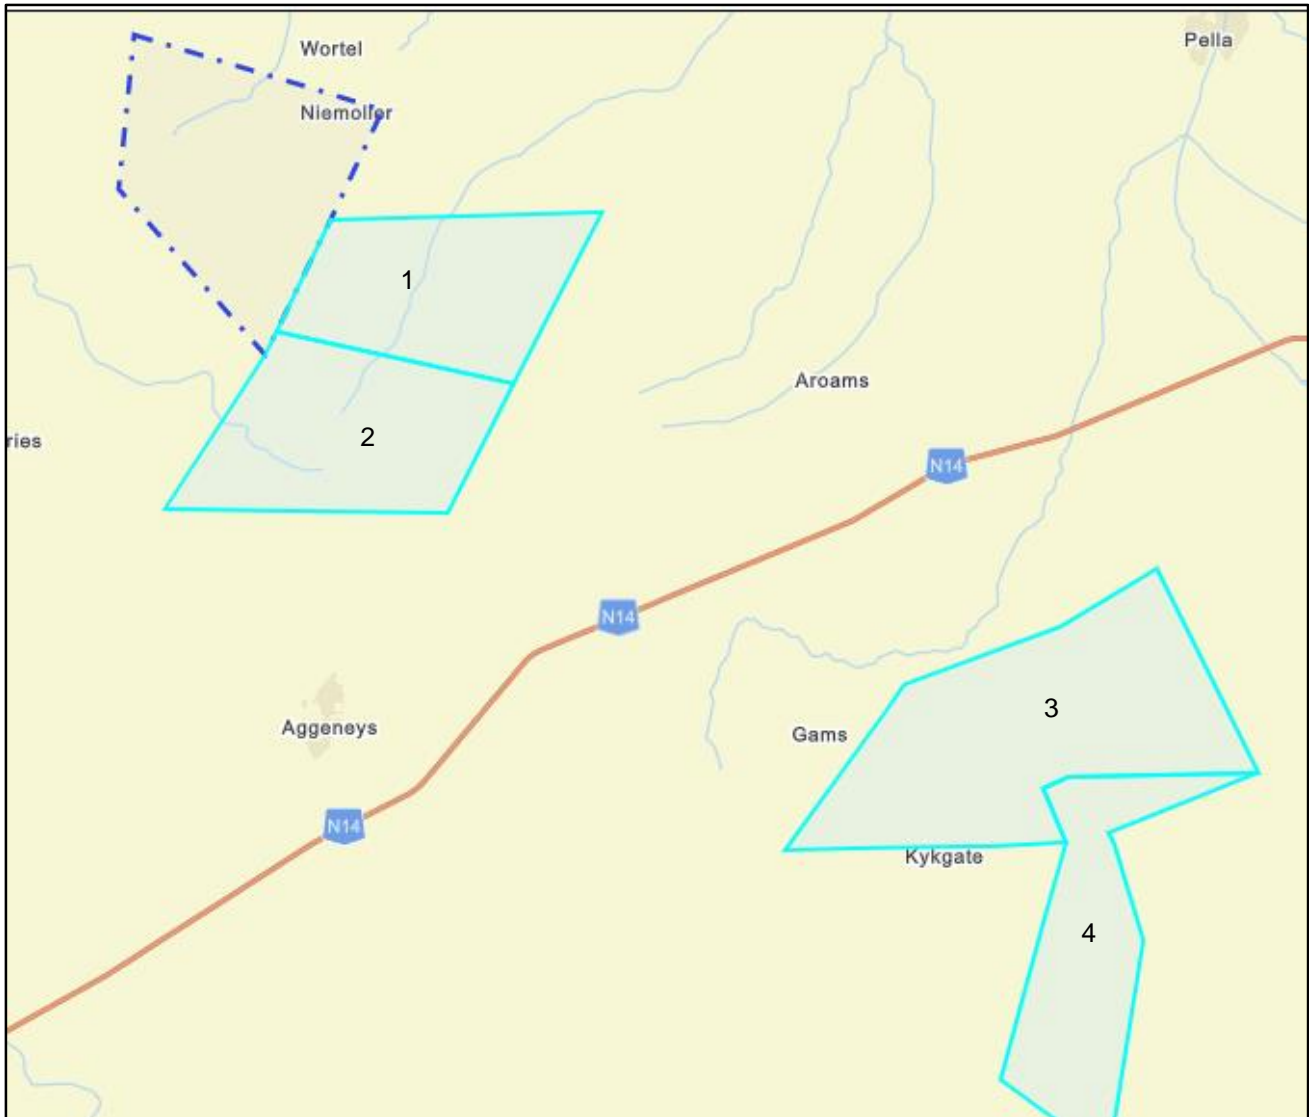 Wortel
Pella
Niemoller
1
Aroams
2
ries
N14
N14
3
Aggeneys
Gams
N14
Kykgate
4